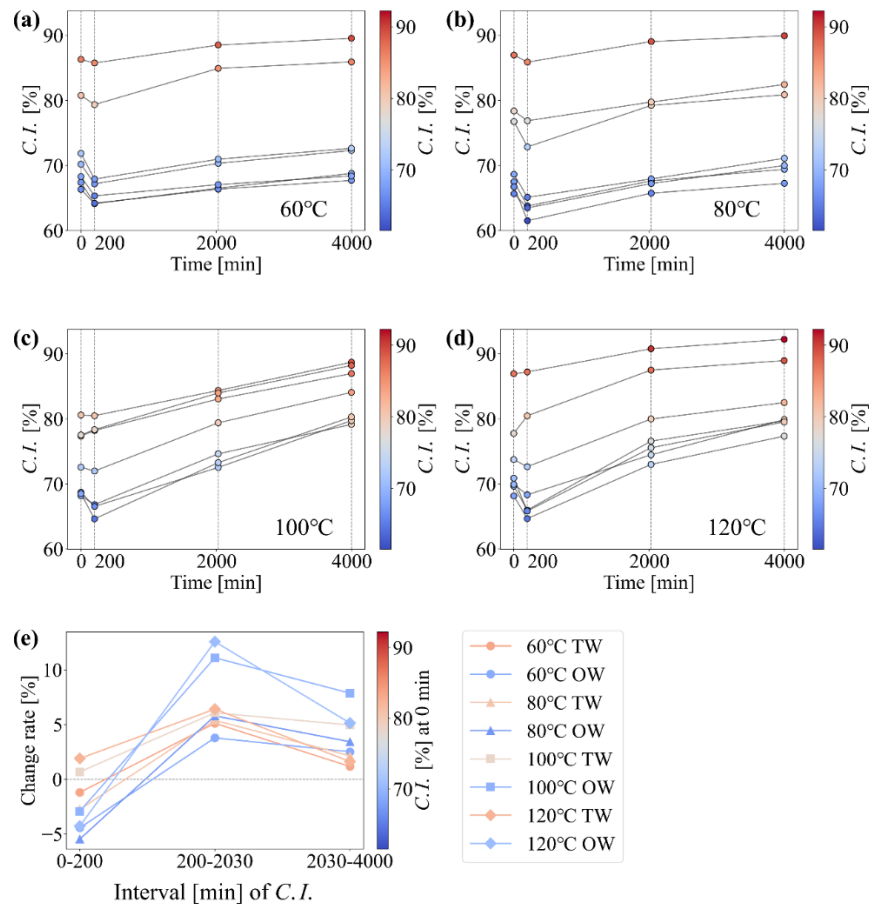 (a)
90
80
70
60
C.I. [%]
0 200 2000 4000
Time [min]
60℃
90
80
70
C.I. [%]
(b)
90
80
70
60
C.I. [%]
0 200 2000 4000
Time [min]
80℃
90
80
70
C.I. [%]
(c)
90
80
70
60
C.I. [%]
0 200 2000 4000
Time [min]
100℃
90
80
70
C.I. [%]
(d)
90
80
70
60
C.I. [%]
0 200 2000 4000
Time [min]
120℃
90
80
70
C.I. [%]
(e)
10
5
0
−5
Change rate [%]
0-200 200-2030 2030-4000
Interval [min] of C.I.
90
80
70
C.I. [%] at 0 min
60℃ TW
60℃ OW
80℃ TW
80℃ OW
100℃ TW
100℃ OW
120℃ TW
120℃ OW